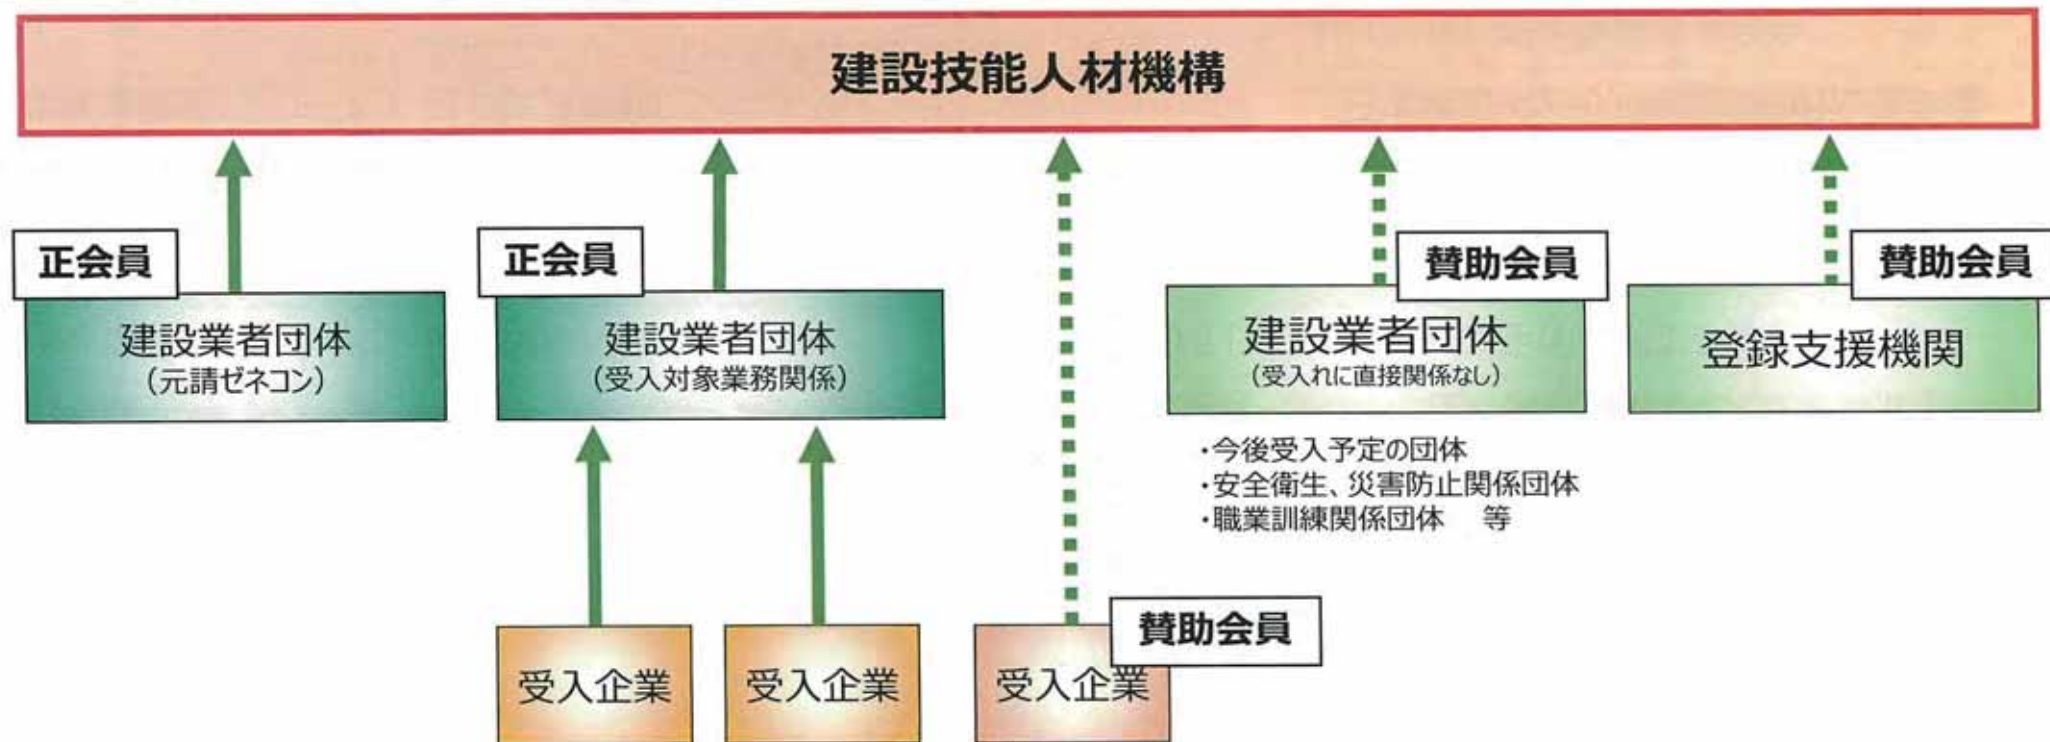 建設技能人材機構
正会員
建設業者団体
（元請ゼネコン）
正会員
建設業者団体
（受入対象業務関係）
賛助会員
建設業者団体
（受入れに直接関係なし）
・今後受入予定の団体
・安全衛生、災害防止関係団体
・職業訓練関係団体　等
賛助会員
登録支援機関
受入企業
受入企業
賛助会員
受入企業